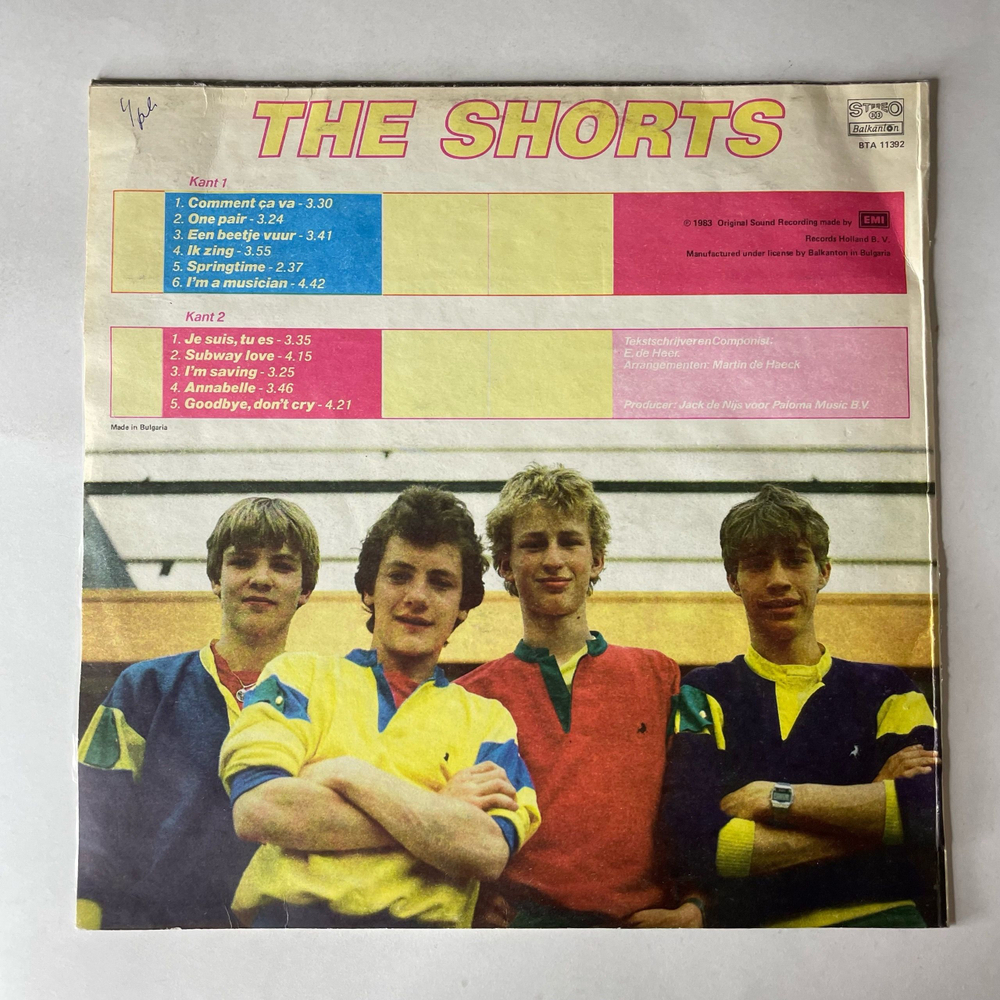 THE SHORTS
STEREO
Balkanton
BTA 11392
Kant 1
1. Comment ça va - 3.30
2. One pair - 3.24
3. Een beetje vuur - 3.41
4. Ik zing - 3.55
5. Springtime - 2.37
6. I'm a musician - 4.42
℗ 1983 Original Sound Recording made by EMI
Records Holland B. V.
Manufactured under license by Balkanton in Bulgaria
Kant 2
1. Je suis, tu es - 3.35
2. Subway love - 4.15
3. I'm saving - 3.25
4. Annabelle - 3.46
5. Goodbye, don't cry - 4.21
Tekstschrijver en Componist:
E. de Heer.
Arrangementen: Martin de Haeck
Producer: Jack de Nijs voor Paloma Music B.V
Made in Bulgaria